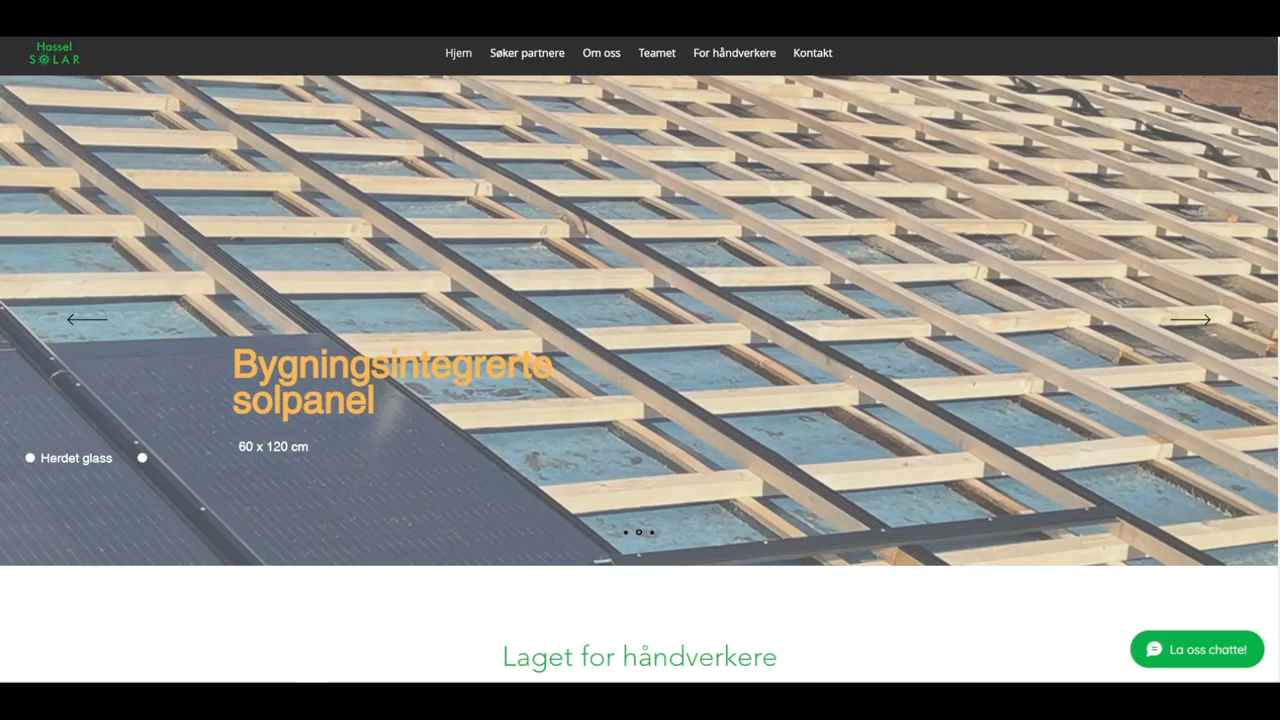 Hassel
SOLAR
Hjem
Søker partnere
Om oss
Teamet
For håndverkere
Kontakt
Bygningsintegrerte
solpanel
60 x 120 cm
Herdet glass
Laget for håndverkere
La oss chatte!